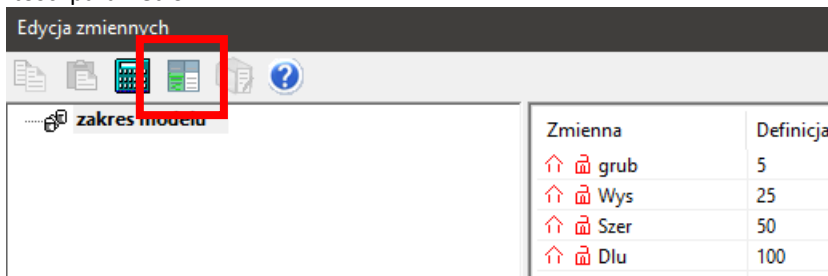 Edycja zmiennych
zakres modelu
Zmienna Definicja
grub 5
Wys 25
Szer 50
Dlu 100